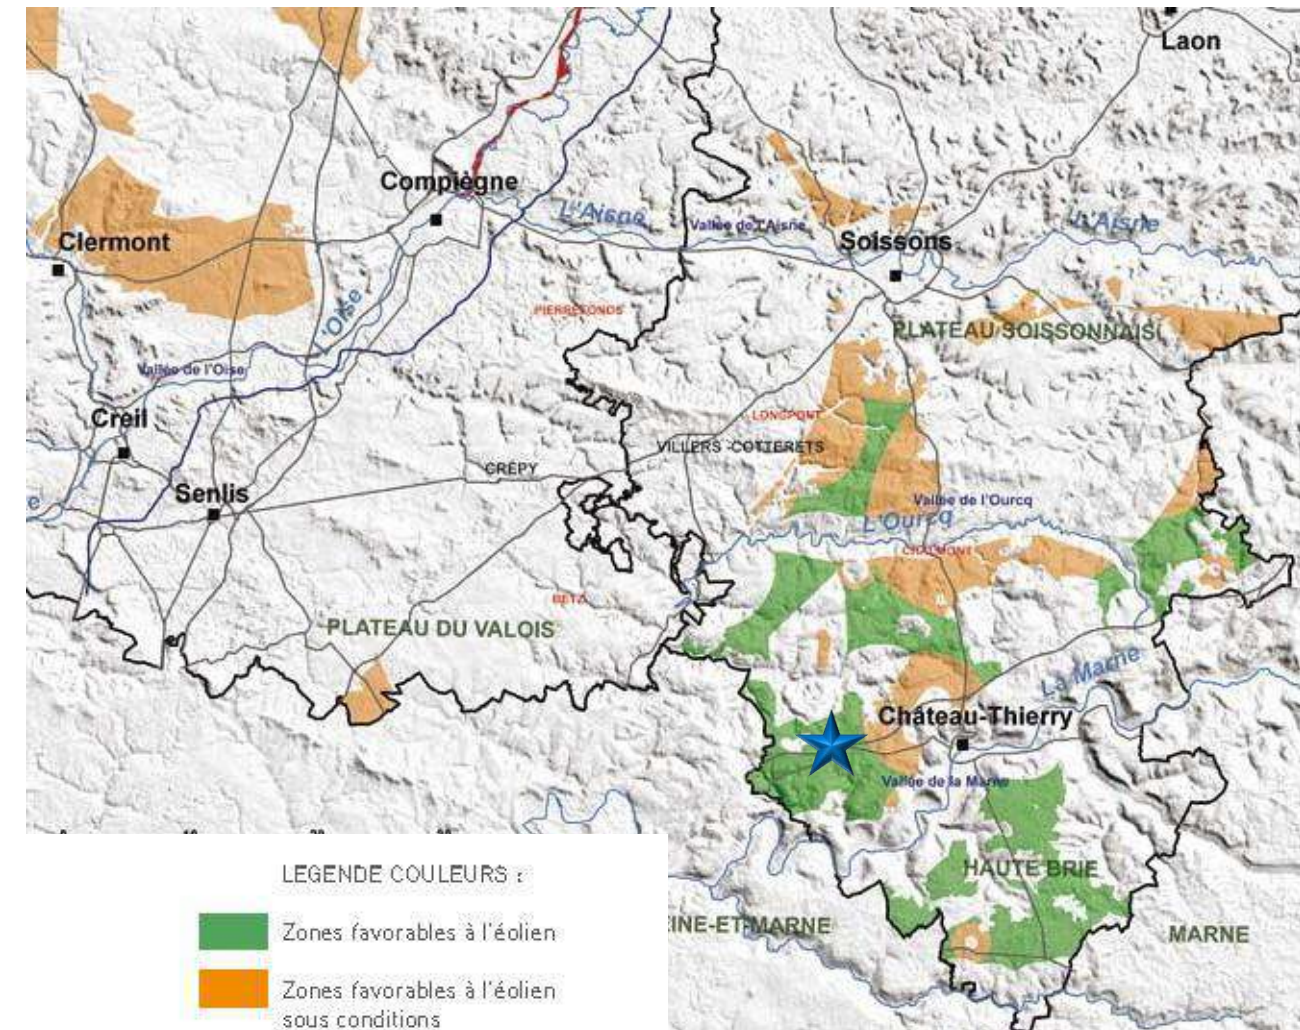 Laon
Compiègne
L'Aisne
Vallée de l'Aisne
L'Aisne
Clermont
Soissons
L'Oise
PIERREFONDS
PLATEAU SOISSONNAIS
Vallée de l'Oise
Creil
LONGPONT
VILLERS-COTTERETS
CRÉPY
Senlis
Vallée de l'Ourcq
L'Ourcq
CHALMONT
BETZ
PLATEAU DU VALOIS
La Marne
Château-Thierry
Vallée de la Marne
LEGENDE COULEURS :
HAUTE BRIE
Zones favorables à l'éolien
INE-ET-MARNE
MARNE
Zones favorables à l'éolien
sous conditions